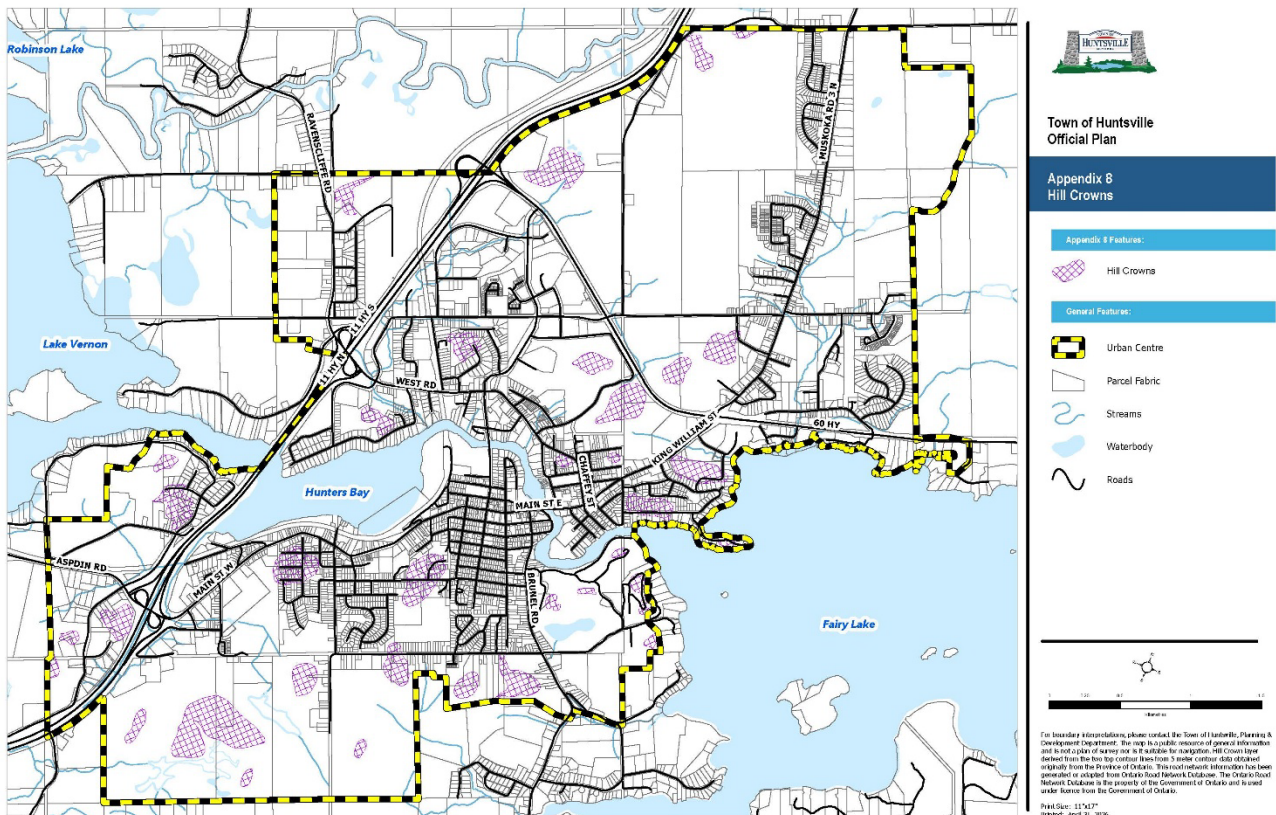 Robinson Lake
RAVENSCLIFFE RD
MUSKOKA RD 3 N
11 HY S
11 HY N
Lake Vernon
WEST RD
60 HY
KING WILLIAM ST
CHAFFEY ST
Hunters Bay
MAIN ST E
ASPDIN RD
MAIN ST W
BRUNEL RD
Fairy Lake
HUNTSVILLE
Town of Huntsville
Official Plan
Appendix 8
Hill Crowns
Appendix 8 Features:
Hill Crowns
General Features:
Urban Centre
Parcel Fabric
Streams
Waterbody
Roads
Kilometres
For boundary interpretations, please contact the Town of Huntsville, Planning &
Development Department. The map is a public resource of general information
and is not a plan of survey nor is it suitable for navigation. Hill Crown layer
derived from the two top contour lines from 5 meter contour data obtained
originally from the Province of Ontario. This road network information has been
generated or adapted from Ontario Road Network Database. The Ontario Road
Network Database is the property of the Government of Ontario and is used
under licence from the Government of Ontario.
Print Size: 11"x17"